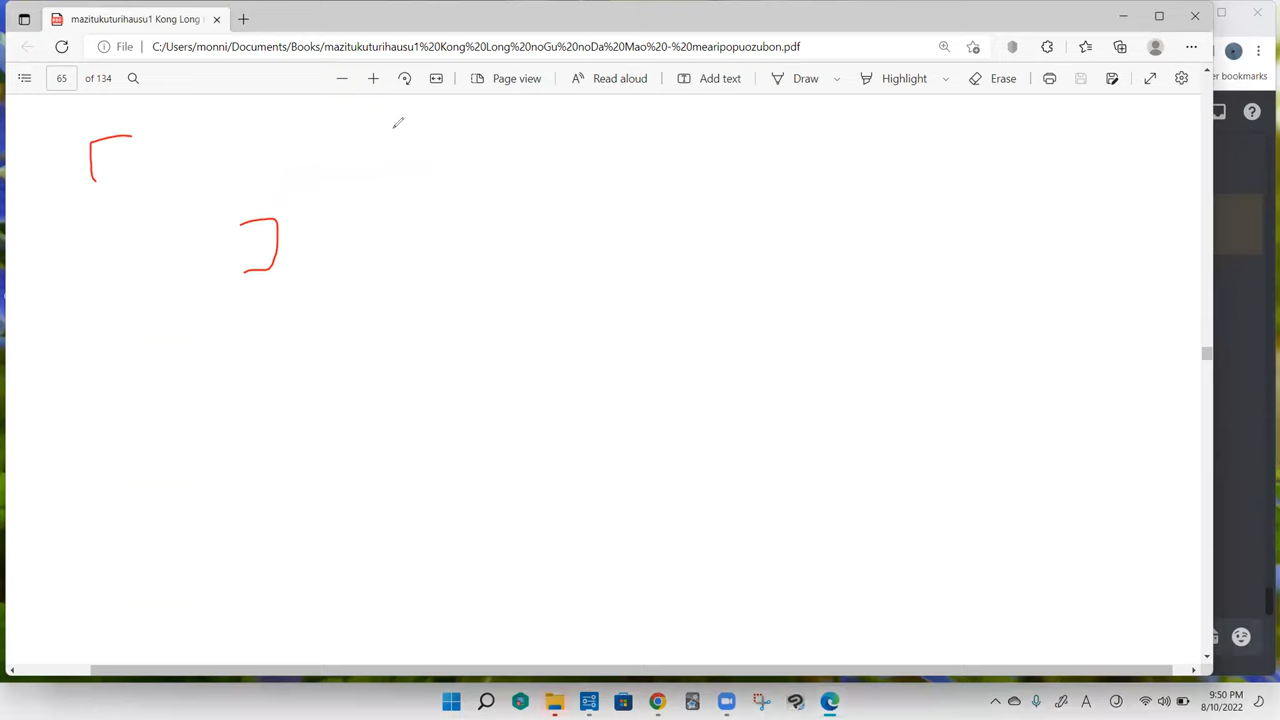 mazitukuturihausu1 Kong Long
File C:/Users/monni/Documents/Books/mazitukuturihausu1%20Kong%20Long%20noGu%20noDa%20Mao%20-%20mearipopuozubon.pdf
er bookmarks
65 of 134 Page view Read aloud Add text Draw Highlight Erase
9:50 PM
8/10/2022